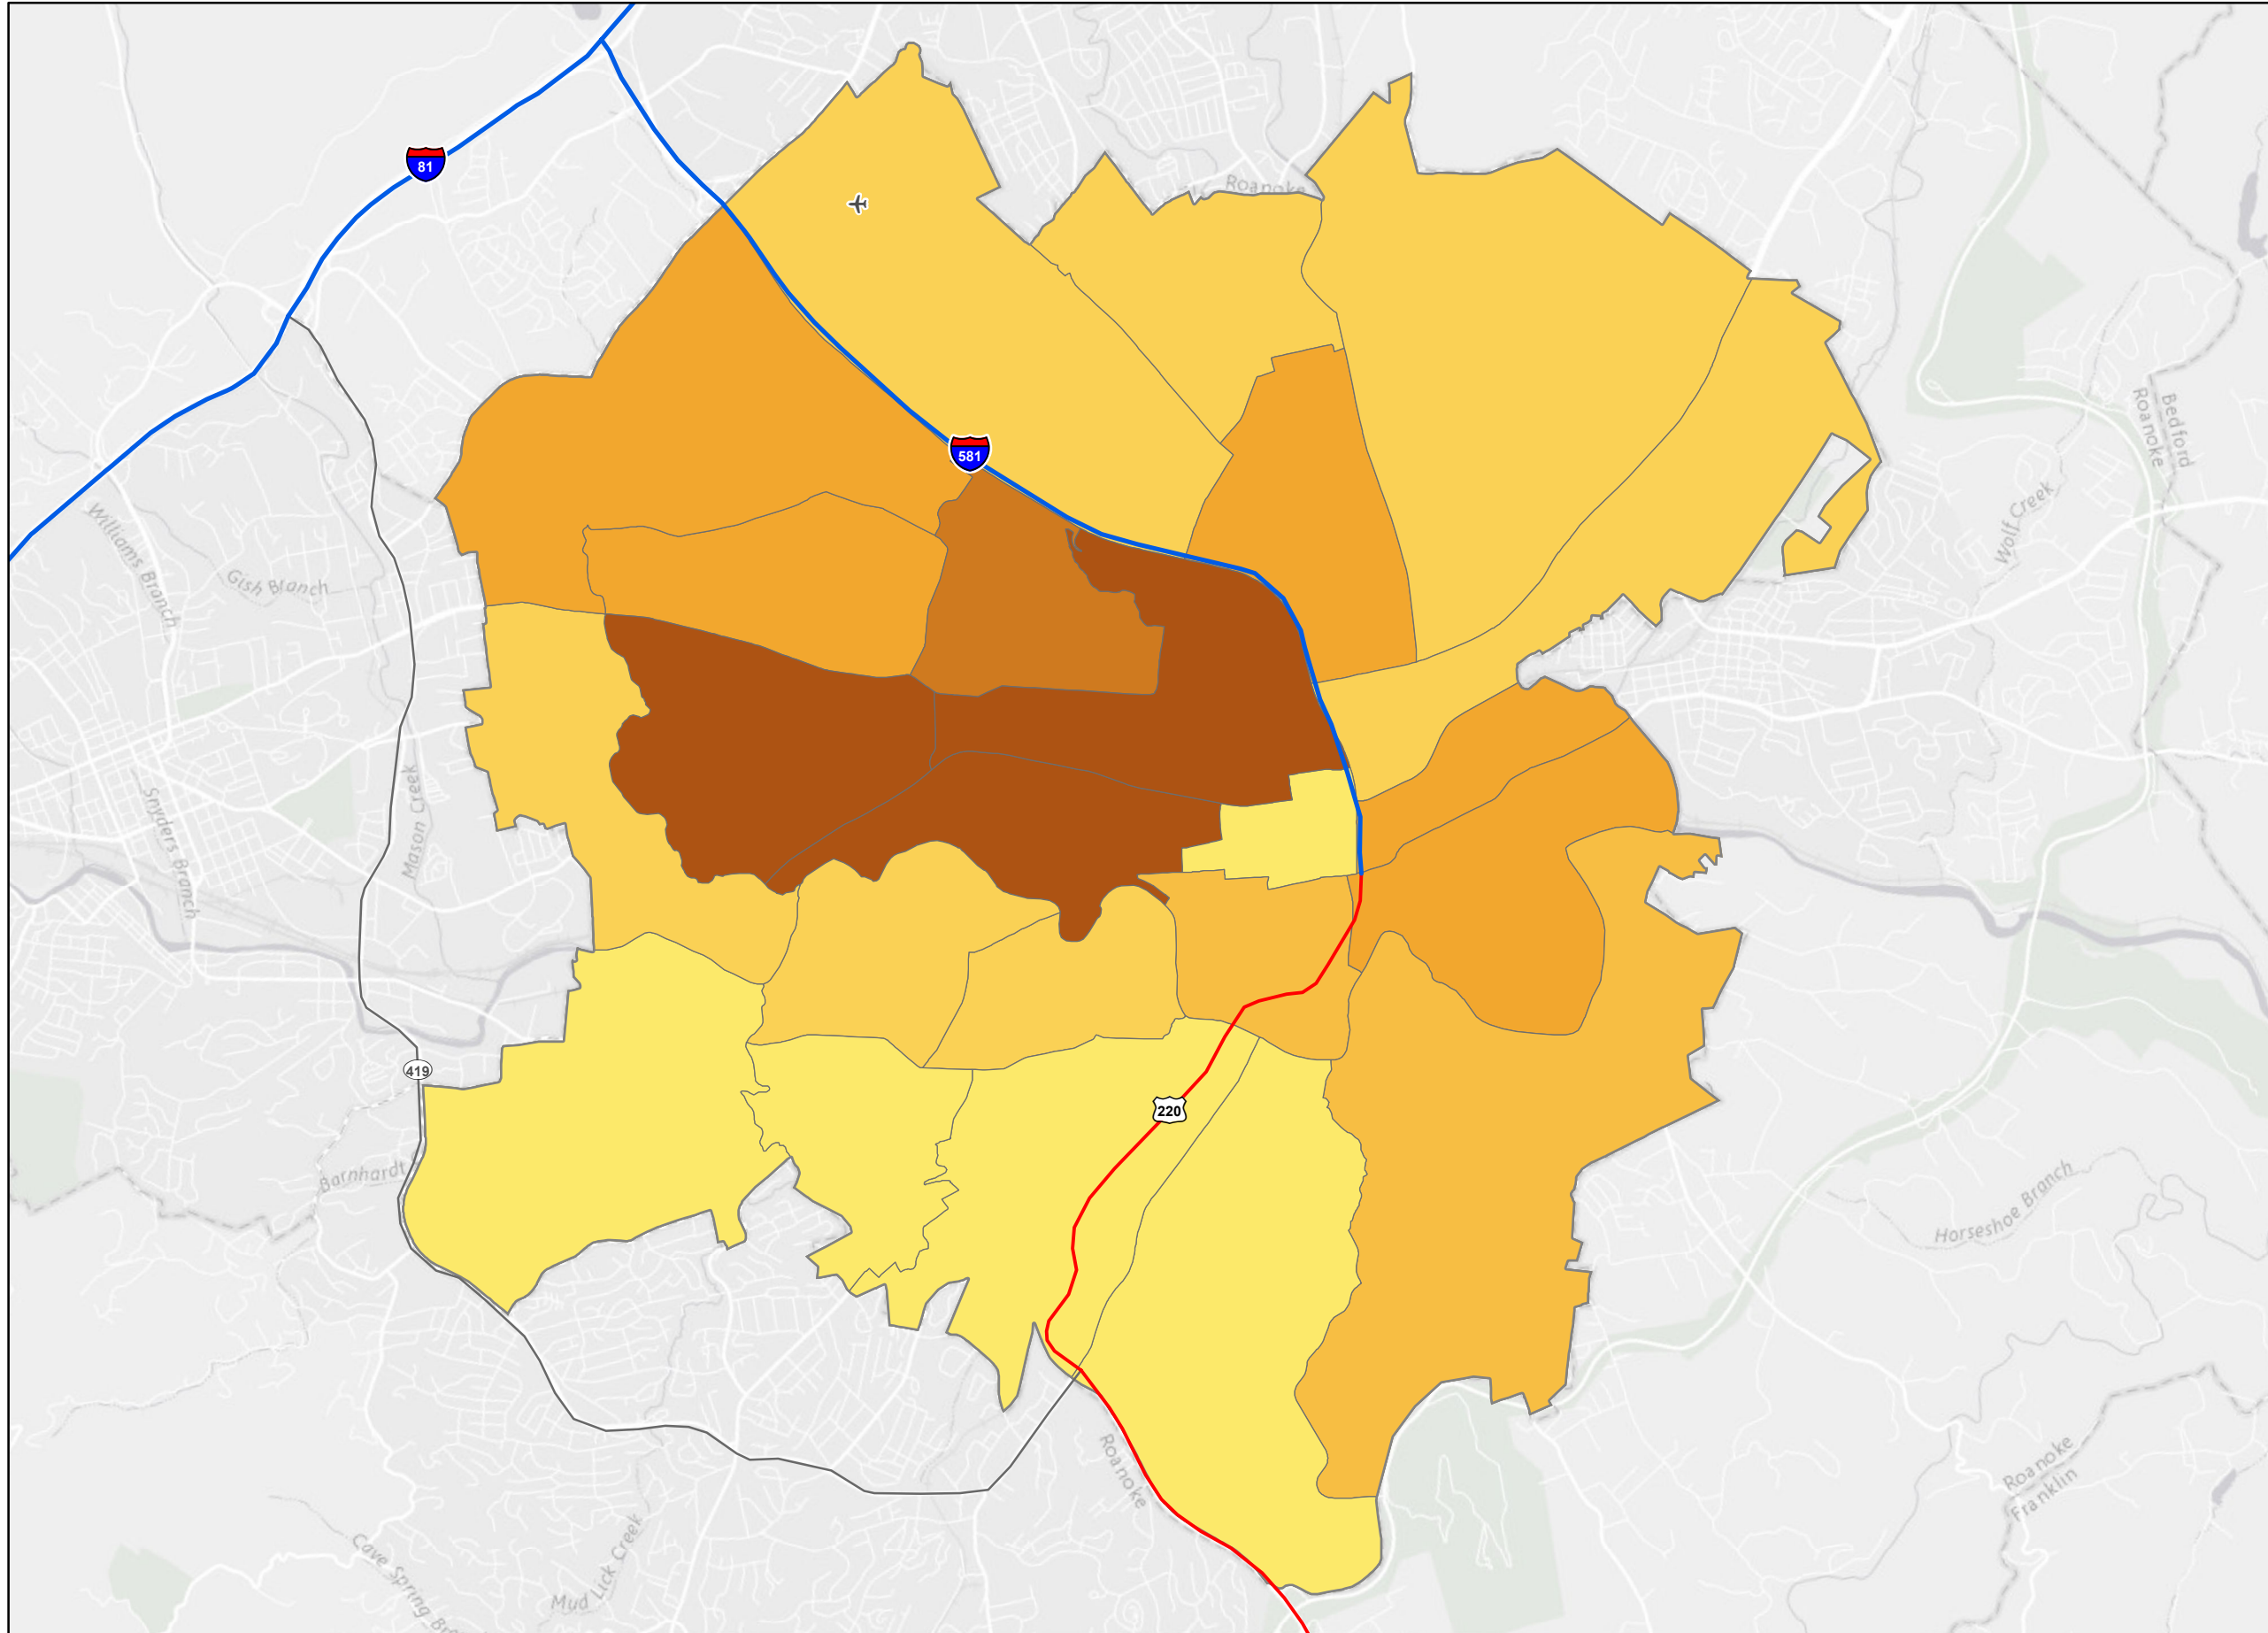 Roanoke
81
Bedford
Roanoke
581
Wolf Creek
Williams Branch
Gish Branch
Mason Creek
Snyders Branch
419
220
Barnhardt
Horseshoe Branch
Roanoke
Roanoke
Franklin
Cave Spring Br
Mud Lick Creek